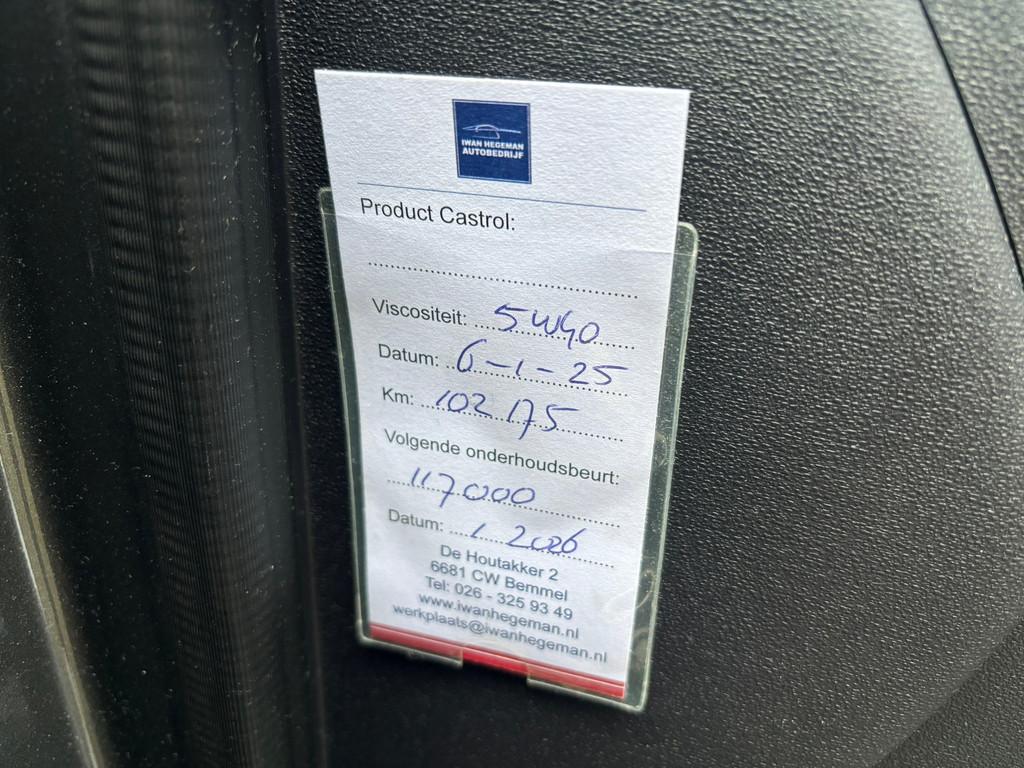 IWAN HEGEMAN
AUTOBEDRIJF
Product Castrol:
Viscositeit: 5W40
Datum: 6-1-25
Km: 102175
Volgende onderhoudsbeurt:
117000
Datum: 1 2026
De Houtakker 2
6681 CW Bemmel
Tel: 026 - 325 93 49
www.iwanhegeman.nl
werkplaats@iwanhegeman.nl